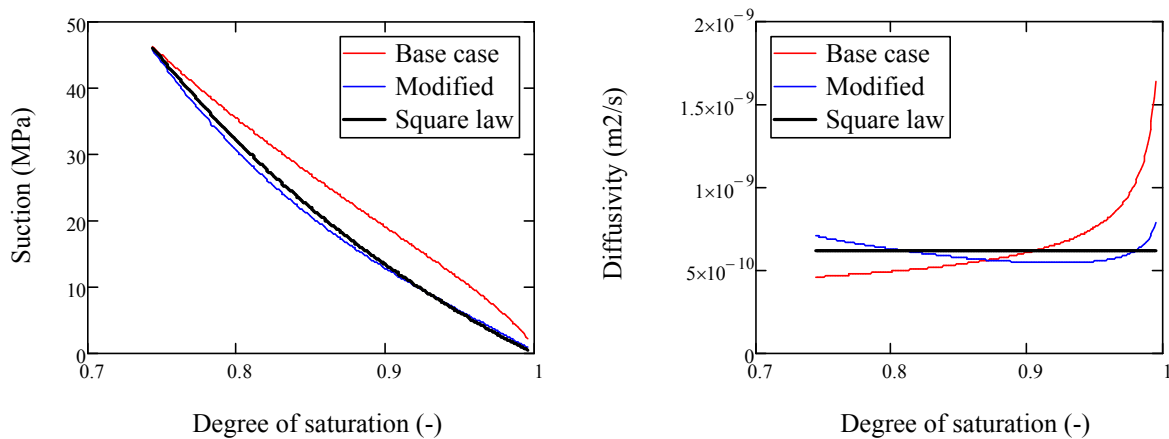 50
40
30
20
10
0
0.7
0.8
0.9
1
Suction (MPa)
Degree of saturation (-)
Base case
Modified
Square law
2×10⁻⁹
1.5×10⁻⁹
1×10⁻⁹
5×10⁻¹⁰
0
0.7
0.8
0.9
1
Diffusivity (m2/s)
Degree of saturation (-)
Base case
Modified
Square law